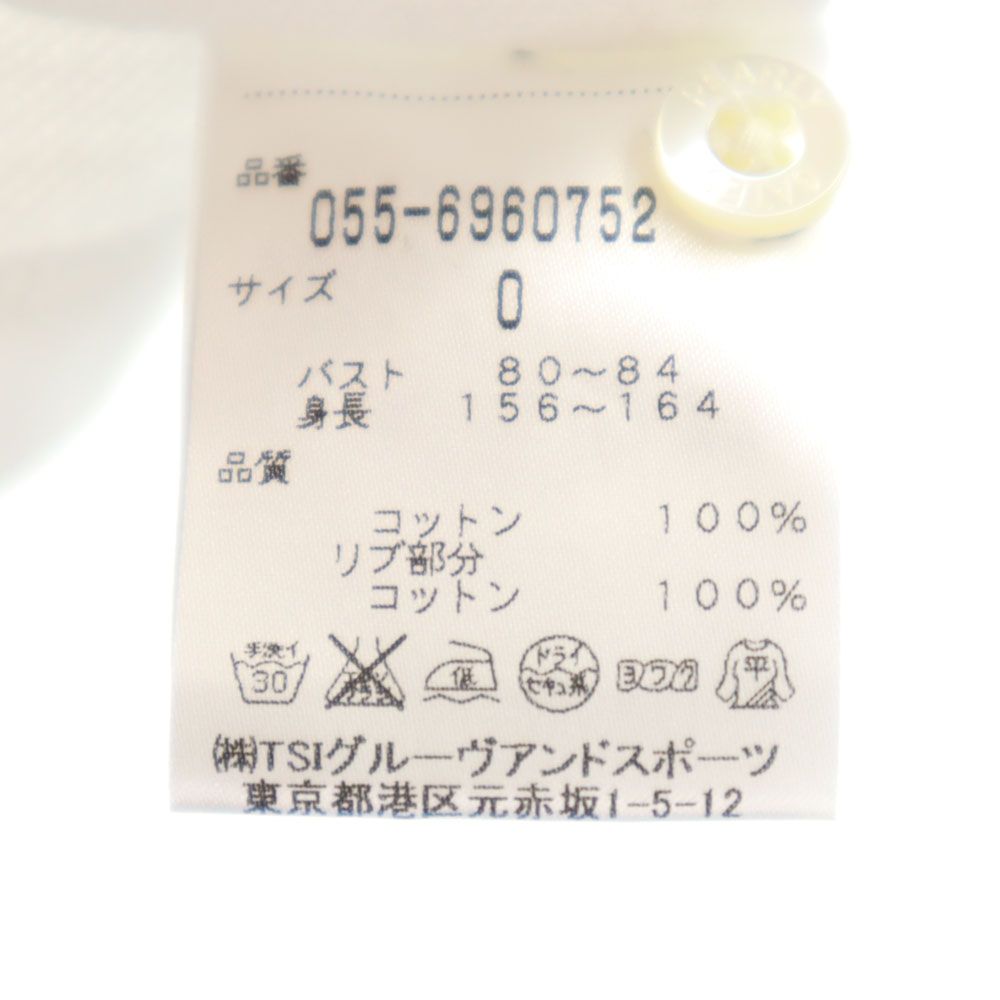 品番
055-6960752
サイズ 0
バスト 80～84
身長 156～164
品質
コットン 100%
リブ部分
コットン 100%
手洗イ 30 低 ドライ セキユ系 ヨワク 平
㈱TSIグルーヴアンドスポーツ
東京都港区元赤坂1-5-12